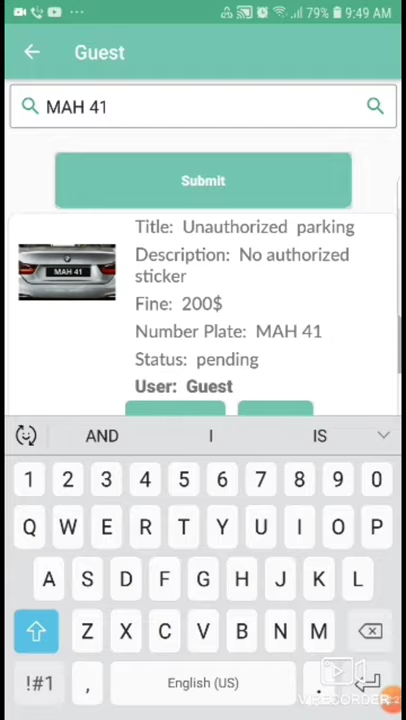 79% 9:49 AM
Guest
MAH 41
Submit
Title: Unauthorized parking
Description: No authorized
sticker
Fine: 200$
Number Plate: MAH 41
Status: pending
User: Guest
MAH 41
AND I IS
1 2 3 4 5 6 7 8 9 0
Q W E R T Y U I O P
A S D F G H J K L
Z X C V B N M
!#1 , English (US) .
VIRECORDER